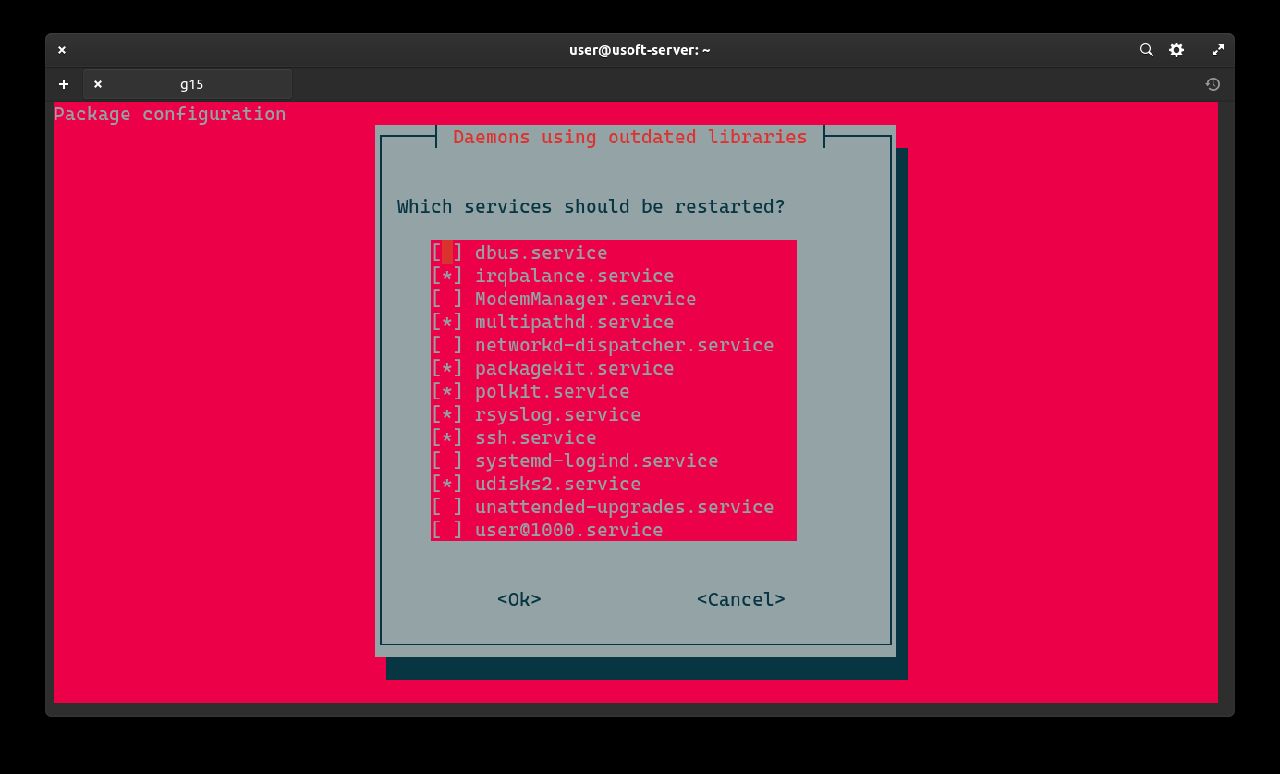 user@usoft-server: ~
g15
Package configuration
Daemons using outdated libraries
Which services should be restarted?
[ ] dbus.service
[*] irqbalance.service
[ ] ModemManager.service
[*] multipathd.service
[ ] networkd-dispatcher.service
[*] packagekit.service
[*] polkit.service
[*] rsyslog.service
[*] ssh.service
[ ] systemd-logind.service
[*] udisks2.service
[ ] unattended-upgrades.service
[ ] user@1000.service
<Ok> <Cancel>